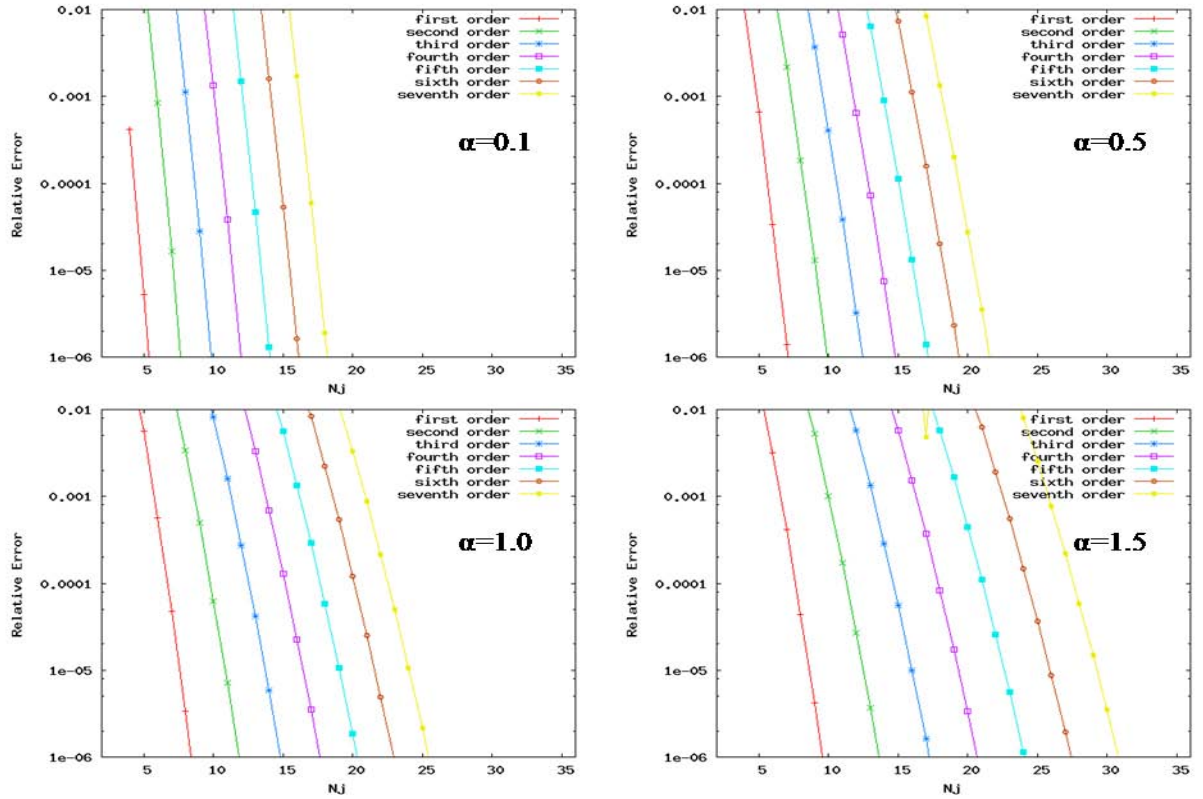 0.01
0.001
0.0001
1e-05
1e-06
Relative Error
first order
second order
third order
fourth order
fifth order
sixth order
seventh order
α=0.1
5 10 15 20 25 30 35
Nj
0.01
0.001
0.0001
1e-05
1e-06
Relative Error
first order
second order
third order
fourth order
fifth order
sixth order
seventh order
α=0.5
5 10 15 20 25 30 35
Nj
0.01
0.001
0.0001
1e-05
1e-06
Relative Error
first order
second order
third order
fourth order
fifth order
sixth order
seventh order
α=1.0
5 10 15 20 25 30 35
Nj
0.01
0.001
0.0001
1e-05
1e-06
Relative Error
first order
second order
third order
fourth order
fifth order
sixth order
seventh order
α=1.5
5 10 15 20 25 30 35
Nj